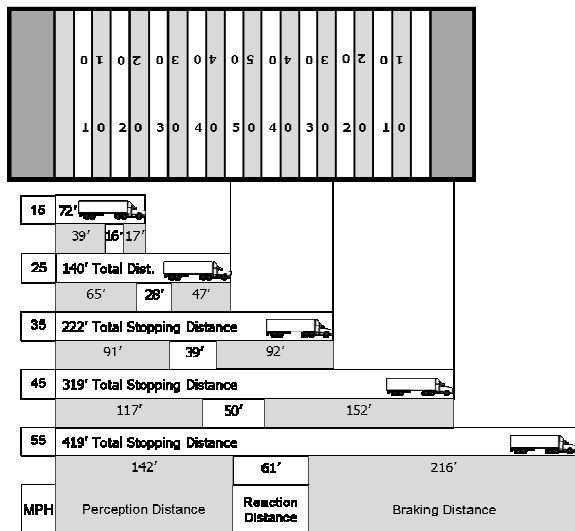 0 1 0 2 0 3 0 4 0 5 0 4 0 3 0 2 0 1
1 0 2 0 3 0 4 0 5 0 4 0 3 0 2 0 1 0
15 72'
39' 16' 17'
25 140' Total Dist.
65' 28' 47'
35 222' Total Stopping Distance
91' 39' 92'
45 319' Total Stopping Distance
117' 50' 152'
55 419' Total Stopping Distance
142' 61' 216'
MPH Perception Distance Reaction Distance Braking Distance